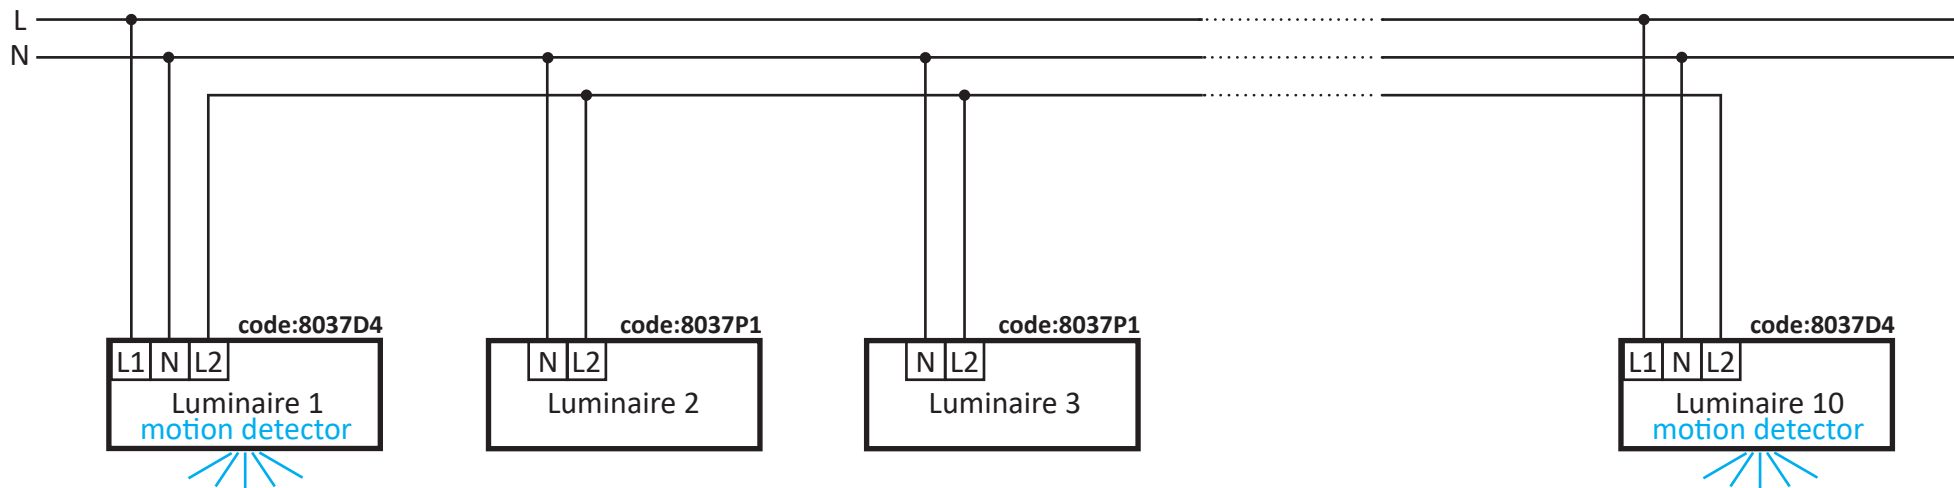 L
N
code:8037D4
L1 N L2
Luminaire 1
motion detector
code:8037P1
N L2
Luminaire 2
code:8037P1
N L2
Luminaire 3
code:8037D4
L1 N L2
Luminaire 10
motion detector